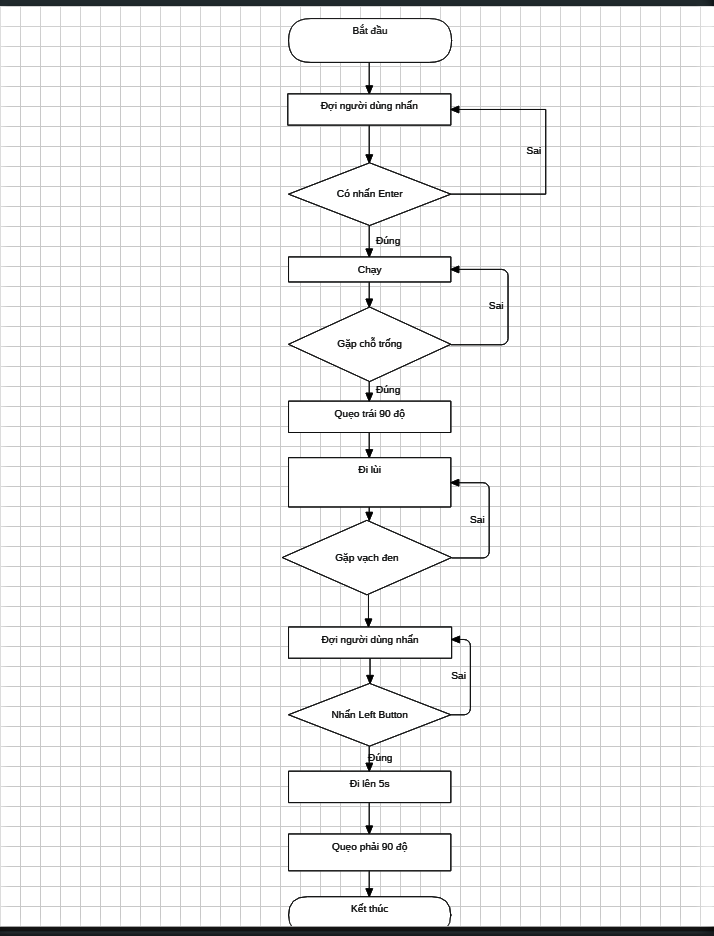 Bắt đầu
Đợi người dùng nhấn
Sai
Có nhấn Enter
Đúng
Chạy
Sai
Gặp chỗ trống
Đúng
Quẹo trái 90 độ
Đi lùi
Sai
Gặp vạch đen
Đợi người dùng nhấn
Sai
Nhấn Left Button
Đúng
Đi lên 5s
Quẹo phải 90 độ
Kết thúc